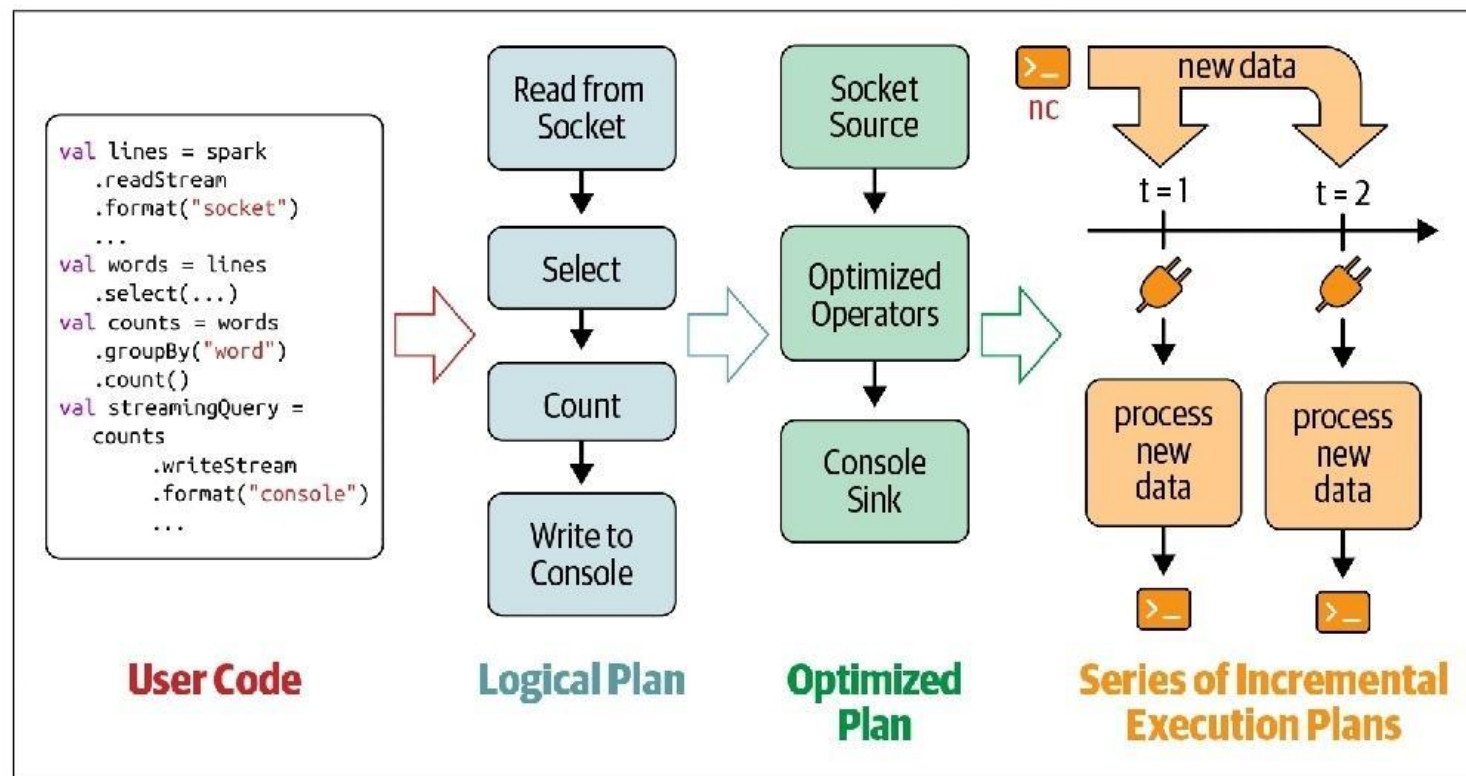 val lines = spark
.readStream
.format("socket")
...
val words = lines
.select(...)
val counts = words
.groupBy("word")
.count()
val streamingQuery =
counts
.writeStream
.format("console")
...
User Code
Read from
Socket
Select
Count
Write to
Console
Logical Plan
Socket
Source
Optimized
Operators
Console
Sink
Optimized
Plan
>_
nc
new data
t = 1
t = 2
process
new
data
process
new
data
>_
>_
Series of Incremental
Execution Plans